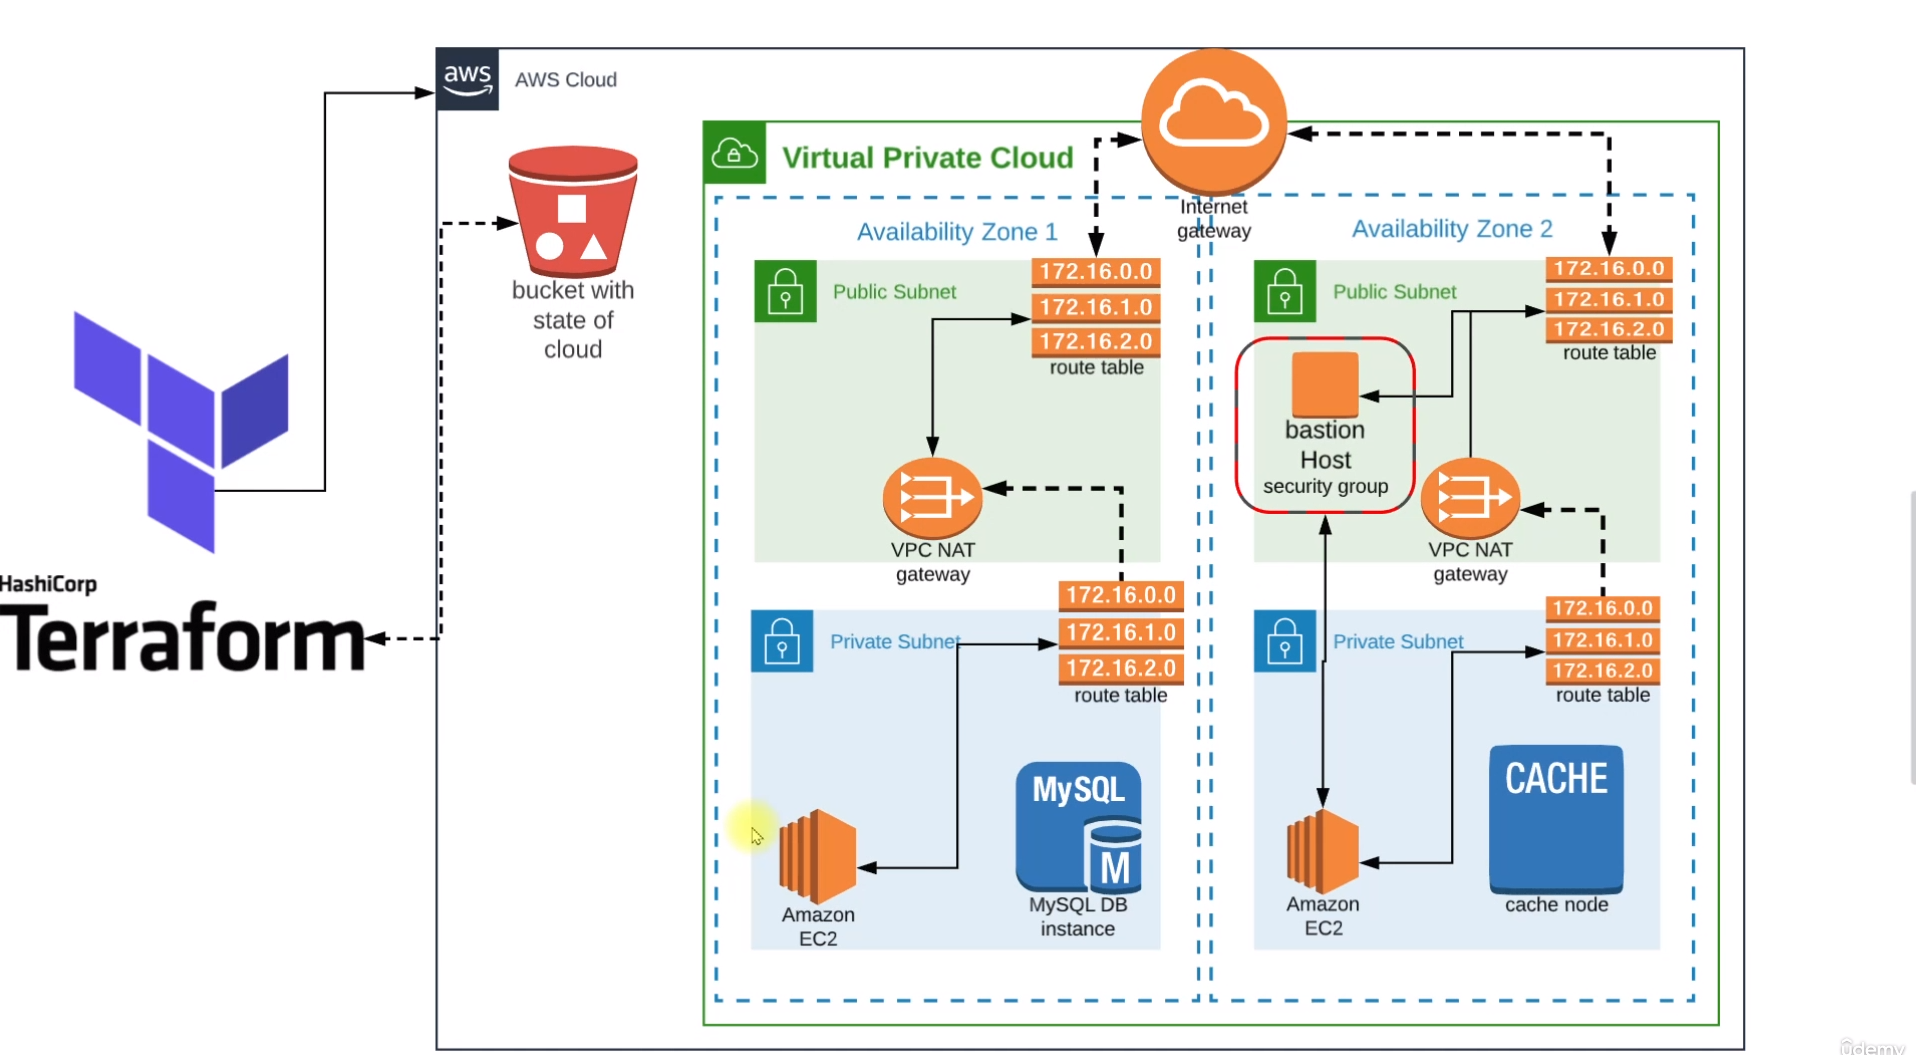 aws
AWS Cloud
bucket with
state of
cloud
HashiCorp
Terraform
Virtual Private Cloud
Internet
gateway
Availability Zone 1
Public Subnet
172.16.0.0
172.16.1.0
172.16.2.0
route table
VPC NAT
gateway
Private Subnet
172.16.0.0
172.16.1.0
172.16.2.0
route table
Amazon
EC2
MySQL
M
MySQL DB
instance
Availability Zone 2
Public Subnet
172.16.0.0
172.16.1.0
172.16.2.0
route table
bastion
Host
security group
VPC NAT
gateway
Private Subnet
172.16.0.0
172.16.1.0
172.16.2.0
route table
Amazon
EC2
CACHE
cache node
udemy